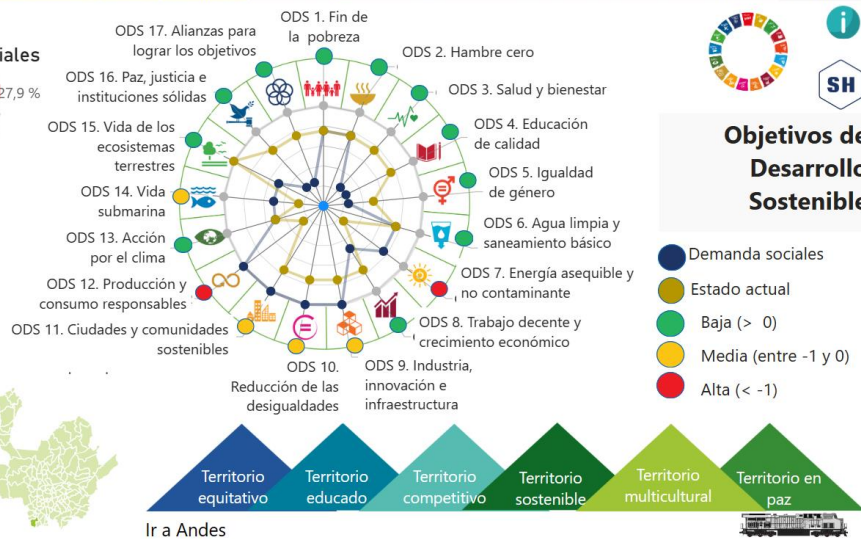 iales
27,9 %
ODS 1. Fin de
la pobreza
ODS 2. Hambre cero
ODS 3. Salud y bienestar
ODS 4. Educación
de calidad
ODS 5. Igualdad
de género
ODS 6. Agua limpia y
saneamiento básico
ODS 7. Energía asequible y
no contaminante
ODS 8. Trabajo decente y
crecimiento económico
ODS 9. Industria,
innovación e
infraestructura
ODS 10.
Reducción de las
desigualdades
ODS 11. Ciudades y comunidades
sostenibles
ODS 12. Producción y
consumo responsables
ODS 13. Acción
por el clima
ODS 14. Vida
submarina
ODS 15. Vida de los
ecosistemas
terrestres
ODS 16. Paz, justicia e
instituciones sólidas
ODS 17. Alianzas para
lograr los objetivos
i
SH
Objetivos de
Desarrollo
Sostenible
Demanda sociales
Estado actual
Baja (> 0)
Media (entre -1 y 0)
Alta (< -1)
Territorio
equitativo
Territorio
educado
Territorio
competitivo
Territorio
sostenible
Territorio
multicultural
Territorio en
paz
Ir a Andes